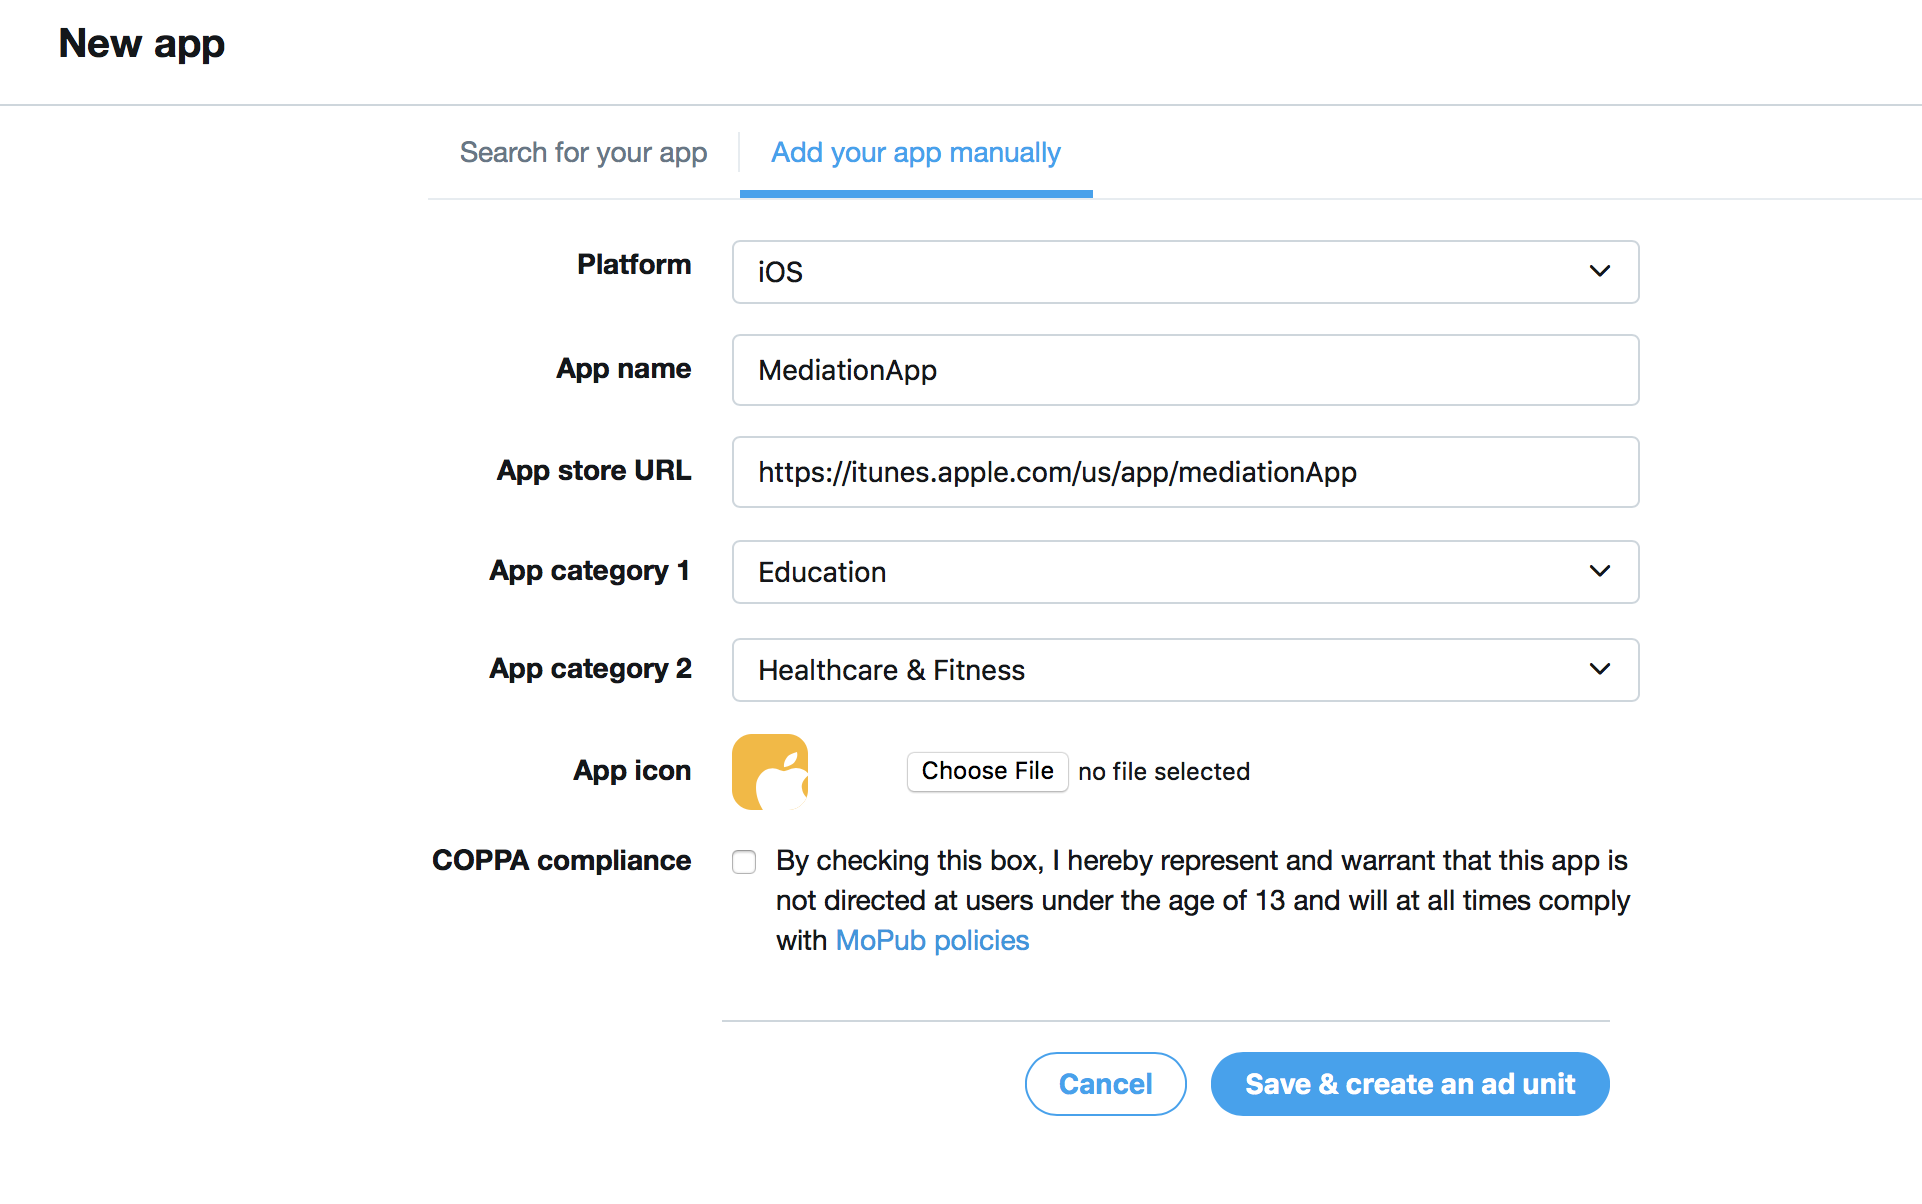 New app
Search for your app
Add your app manually
Platform
iOS
App name
MediationApp
App store URL
https://itunes.apple.com/us/app/mediationApp
App category 1
Education
App category 2
Healthcare & Fitness
App icon
Choose File no file selected
COPPA compliance
By checking this box, I hereby represent and warrant that this app is
not directed at users under the age of 13 and will at all times comply
with MoPub policies
Cancel
Save & create an ad unit